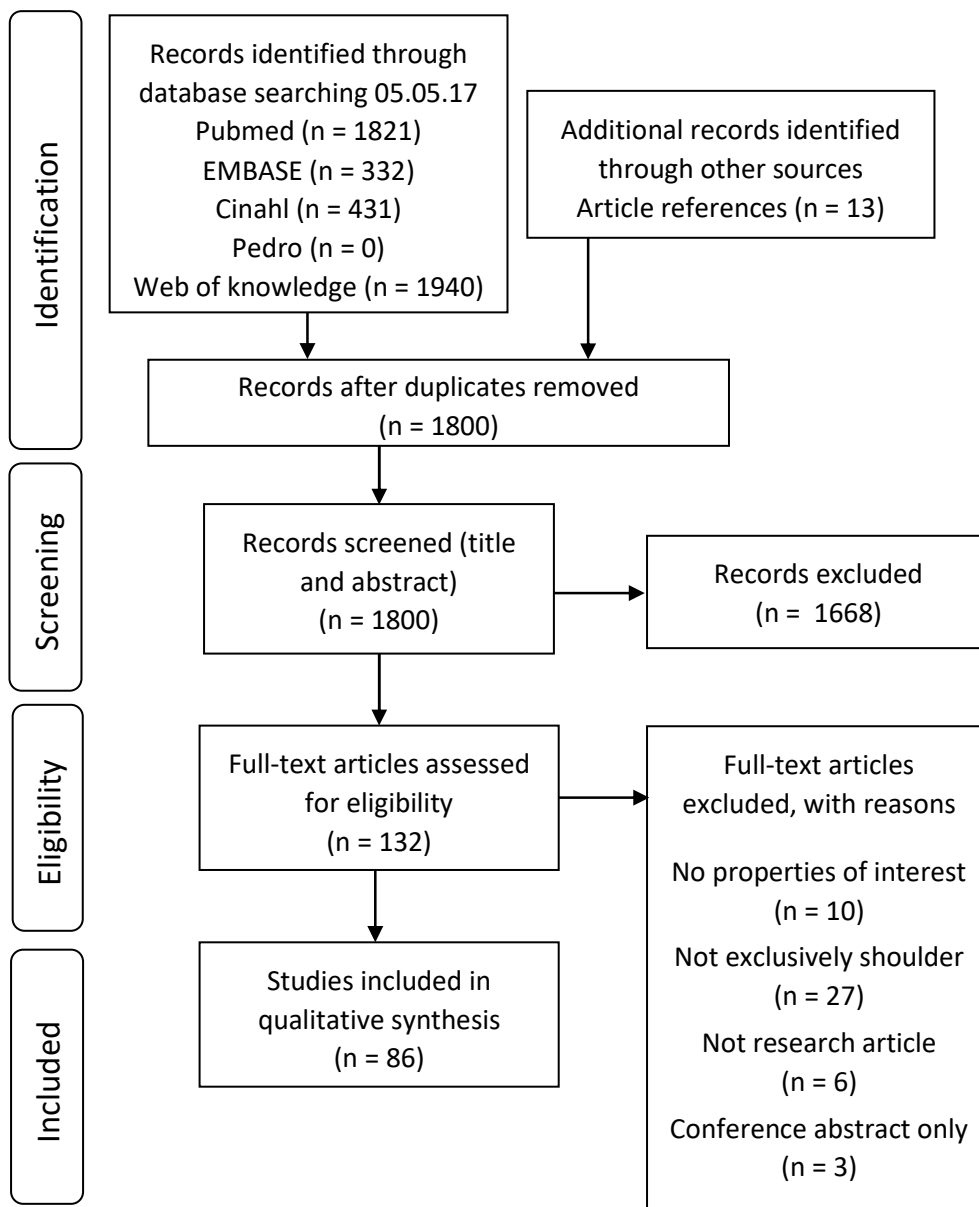 Identification
Records identified through
database searching 05.05.17
Pubmed (n = 1821)
EMBASE (n = 332)
Cinahl (n = 431)
Pedro (n = 0)
Web of knowledge (n = 1940)
Additional records identified
through other sources
Article references (n = 13)
Records after duplicates removed
(n = 1800)
Screening
Records screened (title
and abstract)
(n = 1800)
Records excluded
(n = 1668)
Eligibility
Full-text articles assessed
for eligibility
(n = 132)
Full-text articles
excluded, with reasons
No properties of interest
(n = 10)
Not exclusively shoulder
(n = 27)
Not research article
(n = 6)
Conference abstract only
(n = 3)
Included
Studies included in
qualitative synthesis
(n = 86)